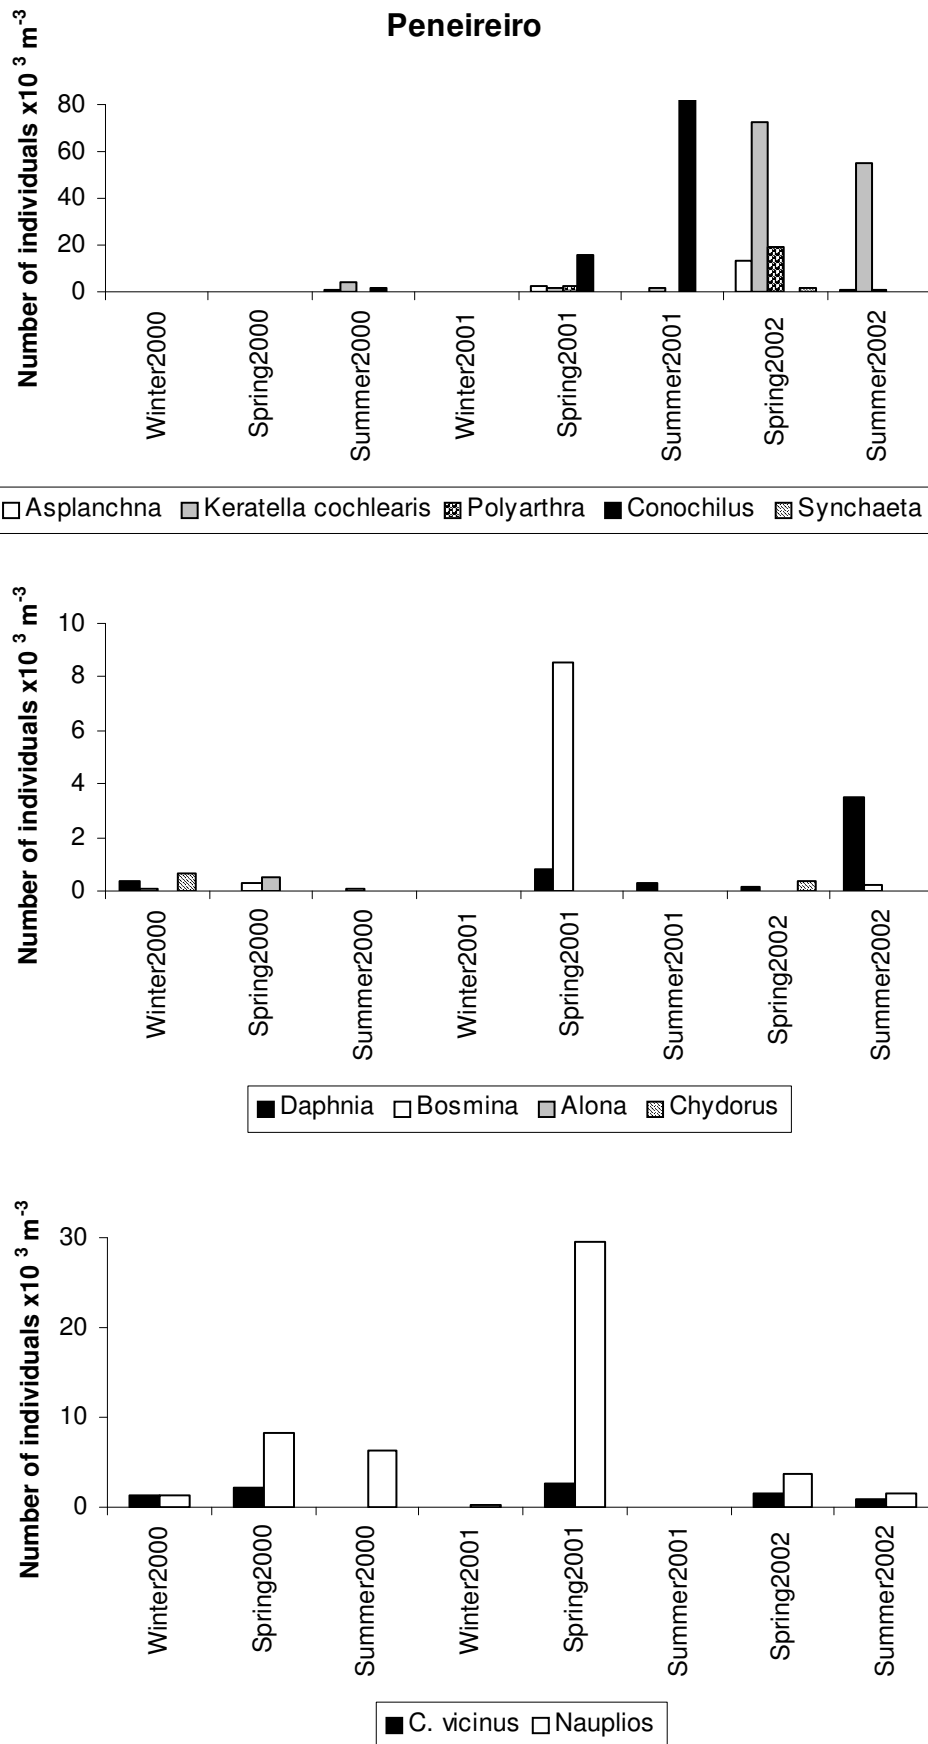 Peneireiro
Number of individuals x10 3 m-3
80
60
40
20
0
Winter2000
Spring2000
Summer2000
Winter2001
Spring2001
Summer2001
Spring2002
Summer2002
Asplanchna Keratella cochlearis Polyarthra Conochilus Synchaeta
Number of individuals x10 3 m-3
10
8
6
4
2
0
Winter2000
Spring2000
Summer2000
Winter2001
Spring2001
Summer2001
Spring2002
Summer2002
Daphnia Bosmina Alona Chydorus
Number of individuals x10 3 m-3
30
20
10
0
Winter2000
Spring2000
Summer2000
Winter2001
Spring2001
Summer2001
Spring2002
Summer2002
C. vicinus Nauplios